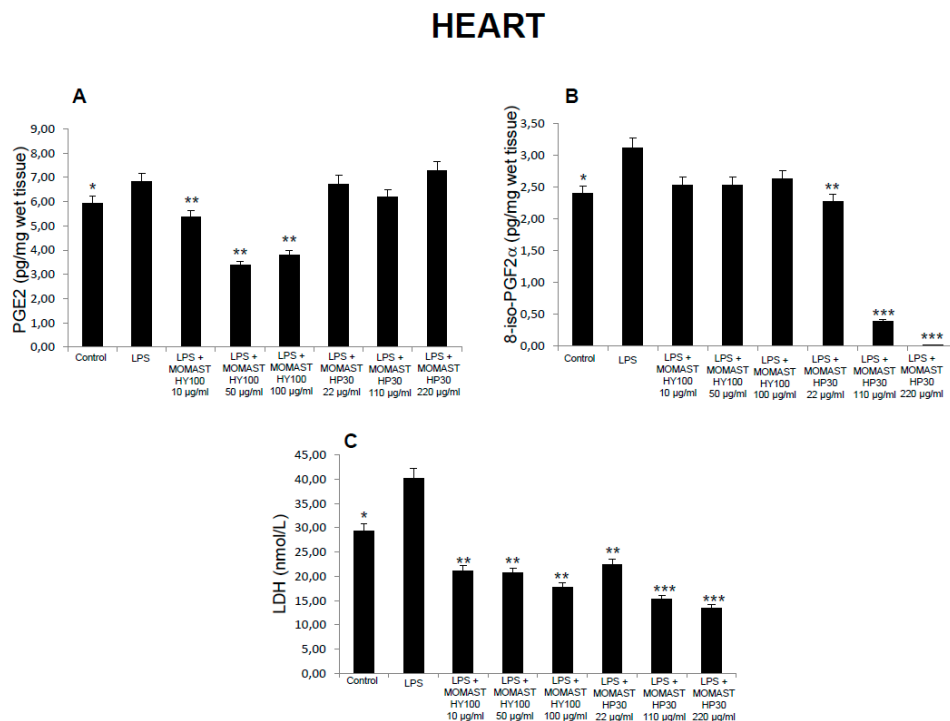 HEART
A
PGE2 (pg/mg wet tissue)
9,00
8,00
7,00
6,00
5,00
4,00
3,00
2,00
1,00
0,00
*
**
**
**
Control
LPS
LPS +
MOMAST
HY100
10 µg/ml
LPS +
MOMAST
HY100
50 µg/ml
LPS +
MOMAST
HY100
100 µg/ml
LPS +
MOMAST
HP30
22 µg/ml
LPS +
MOMAST
HP30
110 µg/ml
LPS +
MOMAST
HP30
220 µg/ml
B
8-iso-PGF2α (pg/mg wet tissue)
3,50
3,00
2,50
2,00
1,50
1,00
0,50
0,00
*
**
***
***
Control
LPS
LPS +
MOMAST
HY100
10 µg/ml
LPS +
MOMAST
HY100
50 µg/ml
LPS +
MOMAST
HY100
100 µg/ml
LPS +
MOMAST
HP30
22 µg/ml
LPS +
MOMAST
HP30
110 µg/ml
LPS +
MOMAST
HP30
220 µg/ml
C
LDH (nmol/L)
45,00
40,00
35,00
30,00
25,00
20,00
15,00
10,00
5,00
0,00
*
**
**
**
**
***
***
Control
LPS
LPS +
MOMAST
HY100
10 µg/ml
LPS +
MOMAST
HY100
50 µg/ml
LPS +
MOMAST
HY100
100 µg/ml
LPS +
MOMAST
HP30
22 µg/ml
LPS +
MOMAST
HP30
110 µg/ml
LPS +
MOMAST
HP30
220 µg/ml